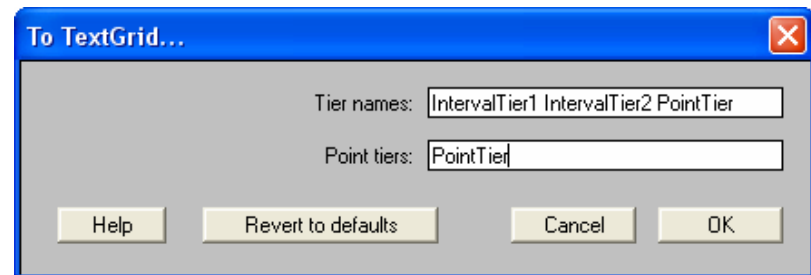 To TextGrid...
Tier names: IntervalTier1 IntervalTier2 PointTier
Point tiers: PointTier
Help Revert to defaults Cancel OK